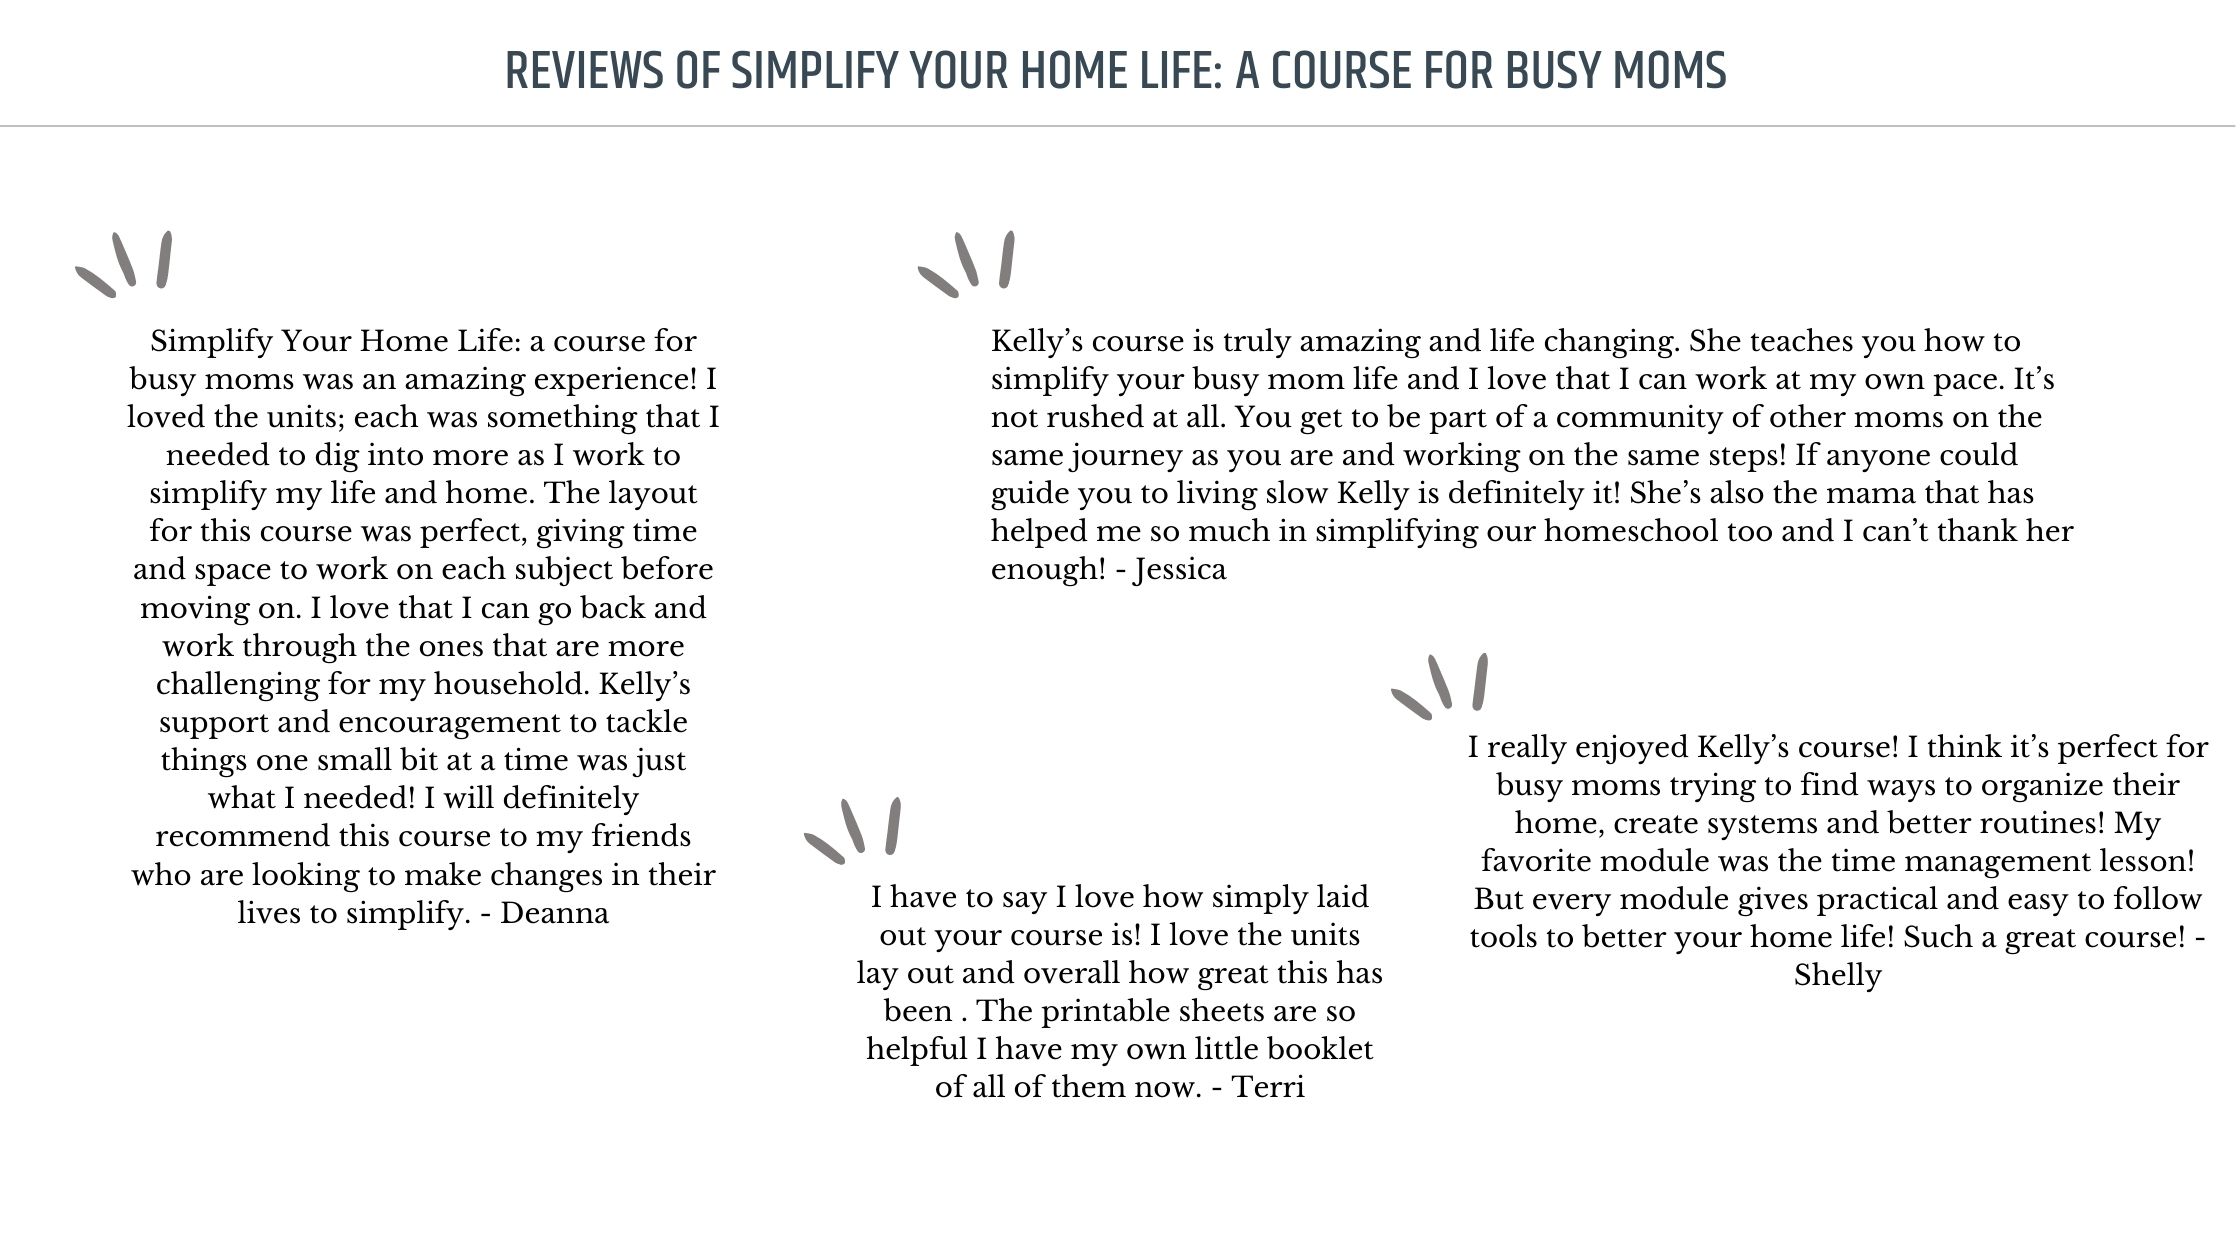 REVIEWS OF SIMPLIFY YOUR HOME LIFE: A COURSE FOR BUSY MOMS
Simplify Your Home Life: a course for
busy moms was an amazing experience! I
loved the units; each was something that I
needed to dig into more as I work to
simplify my life and home. The layout
for this course was perfect, giving time
and space to work on each subject before
moving on. I love that I can go back and
work through the ones that are more
challenging for my household. Kelly’s
support and encouragement to tackle
things one small bit at a time was just
what I needed! I will definitely
recommend this course to my friends
who are looking to make changes in their
lives to simplify. - Deanna
Kelly’s course is truly amazing and life changing. She teaches you how to
simplify your busy mom life and I love that I can work at my own pace. It’s
not rushed at all. You get to be part of a community of other moms on the
same journey as you are and working on the same steps! If anyone could
guide you to living slow Kelly is definitely it! She’s also the mama that has
helped me so much in simplifying our homeschool too and I can’t thank her
enough! - Jessica
I have to say I love how simply laid
out your course is! I love the units
lay out and overall how great this has
been . The printable sheets are so
helpful I have my own little booklet
of all of them now. - Terri
I really enjoyed Kelly’s course! I think it’s perfect for
busy moms trying to find ways to organize their
home, create systems and better routines! My
favorite module was the time management lesson!
But every module gives practical and easy to follow
tools to better your home life! Such a great course! -
Shelly